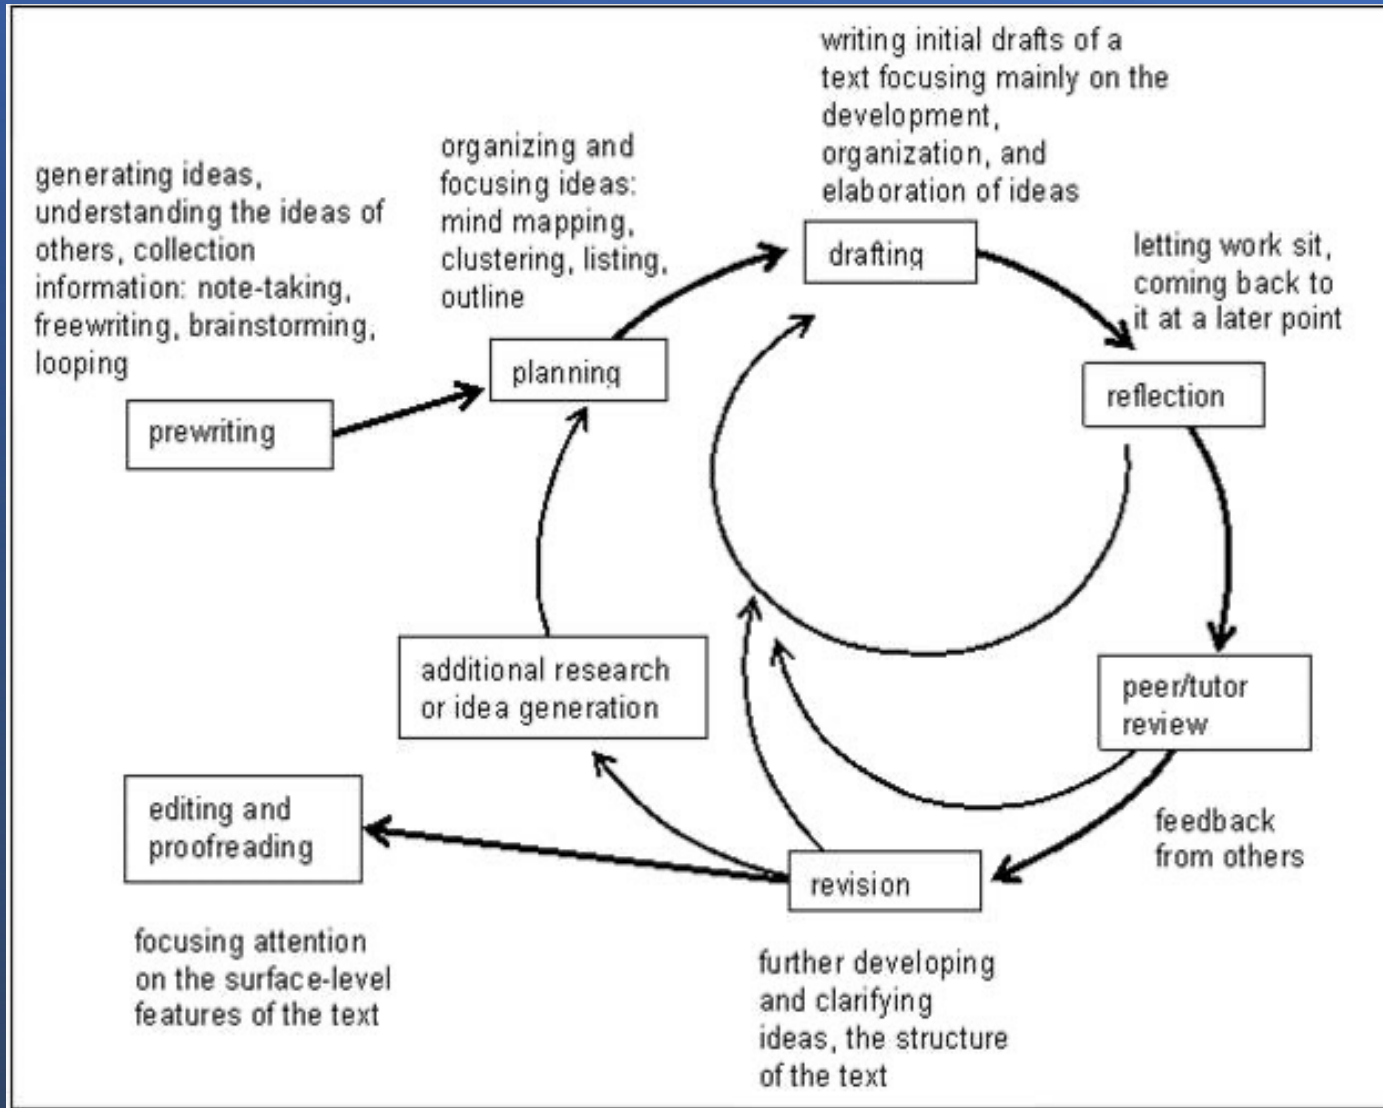 generating ideas,
understanding the ideas of
others, collection
information: note-taking,
freewriting, brainstorming,
looping
prewriting
organizing and
focusing ideas:
mind mapping,
clustering, listing,
outline
planning
writing initial drafts of a
text focusing mainly on the
development,
organization, and
elaboration of ideas
drafting
letting work sit,
coming back to
it at a later point
reflection
peer/tutor
review
feedback
from others
revision
further developing
and clarifying
ideas, the structure
of the text
additional research
or idea generation
editing and
proofreading
focusing attention
on the surface-level
features of the text